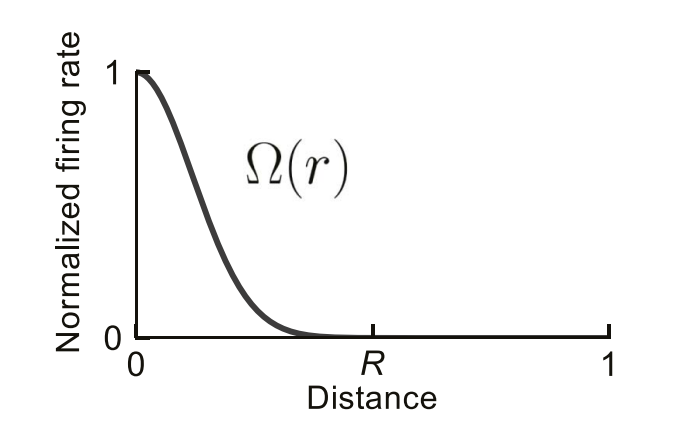 Normalized firing rate
1
Ω(r)
0
0 R 1
Distance